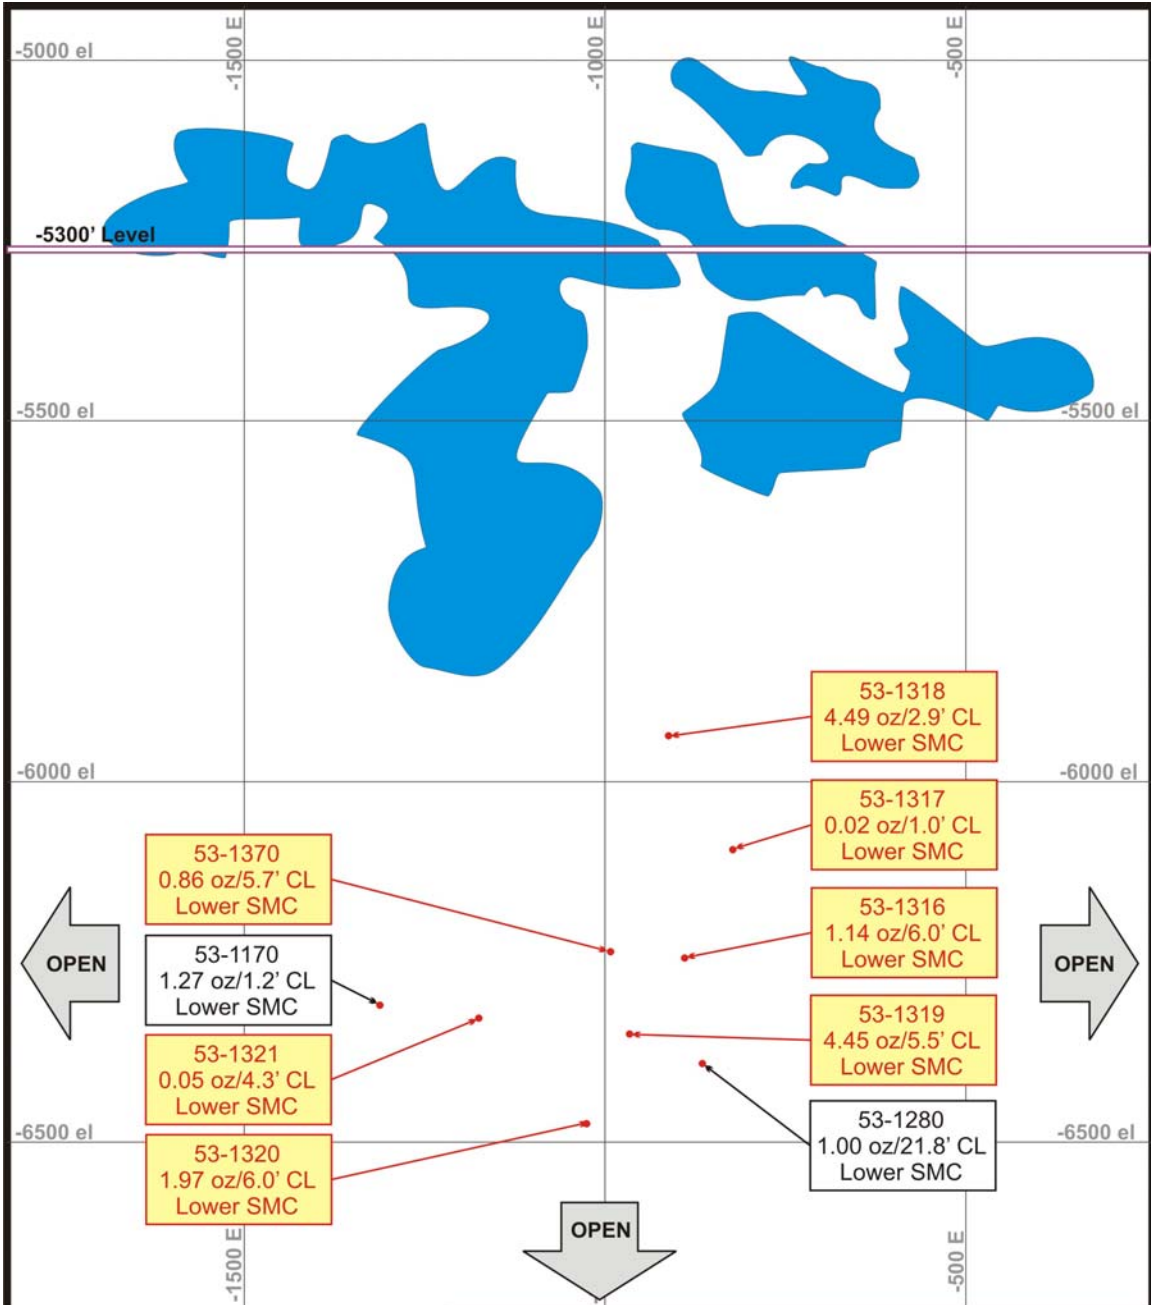 -1500 E
-1000 E
-500 E
-5000 el
-5300' Level
-5500 el
-5500 el
53-1318
4.49 oz/2.9' CL
Lower SMC
-6000 el
-6000 el
53-1317
0.02 oz/1.0' CL
Lower SMC
53-1370
0.86 oz/5.7' CL
Lower SMC
53-1316
1.14 oz/6.0' CL
Lower SMC
OPEN
53-1170
1.27 oz/1.2' CL
Lower SMC
OPEN
53-1319
4.45 oz/5.5' CL
Lower SMC
53-1321
0.05 oz/4.3' CL
Lower SMC
-6500 el
-6500 el
53-1280
1.00 oz/21.8' CL
Lower SMC
53-1320
1.97 oz/6.0' CL
Lower SMC
OPEN
-1500 E
-500 E